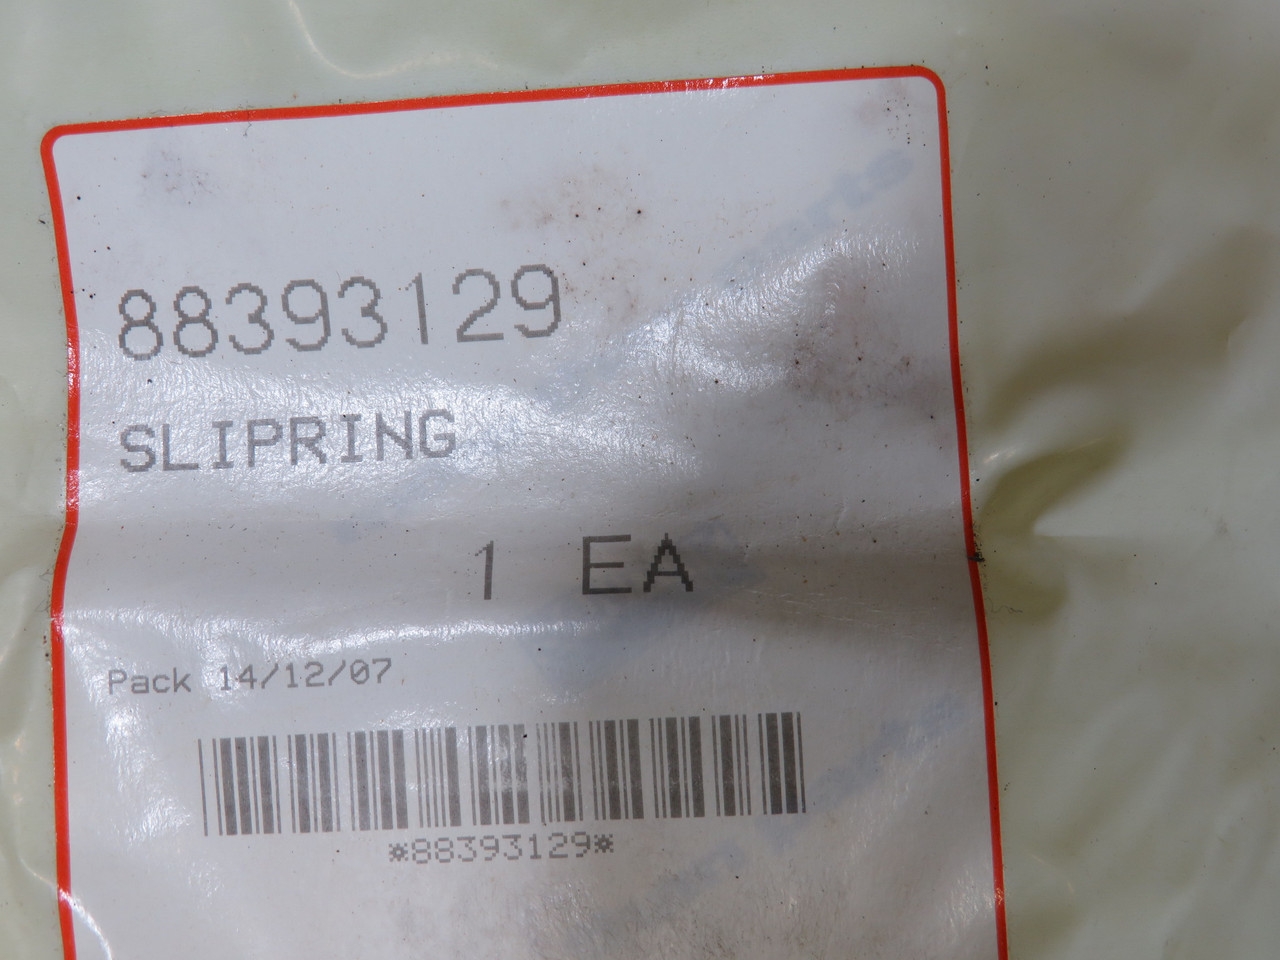 88393129
SLIPRING
1 EA
Pack 14/12/07
*88393129*